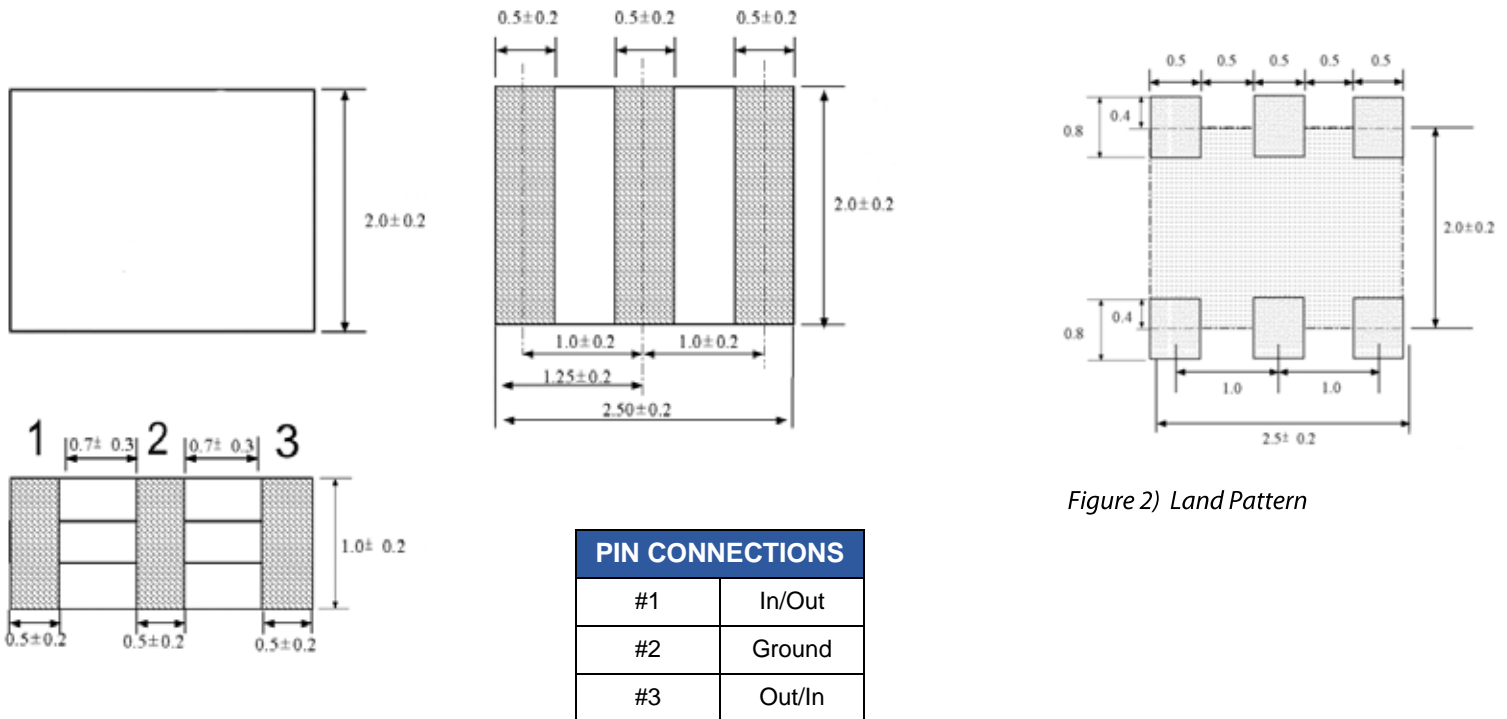 0.5±0.2 0.5±0.2 0.5±0.2
2.0±0.2
2.0±0.2
1.0±0.2 1.0±0.2
1.25±0.2
2.50±0.2
0.5 0.5 0.5 0.5 0.5
0.8 0.4
2.0±0.2
0.8 0.4
1.0 1.0
2.5± 0.2
Figure 2) Land Pattern
1 0.7± 0.3 2 0.7± 0.3 3
1.0± 0.2
0.5±0.2 0.5±0.2 0.5±0.2
PIN CONNECTIONS
#1 In/Out
#2 Ground
#3 Out/In